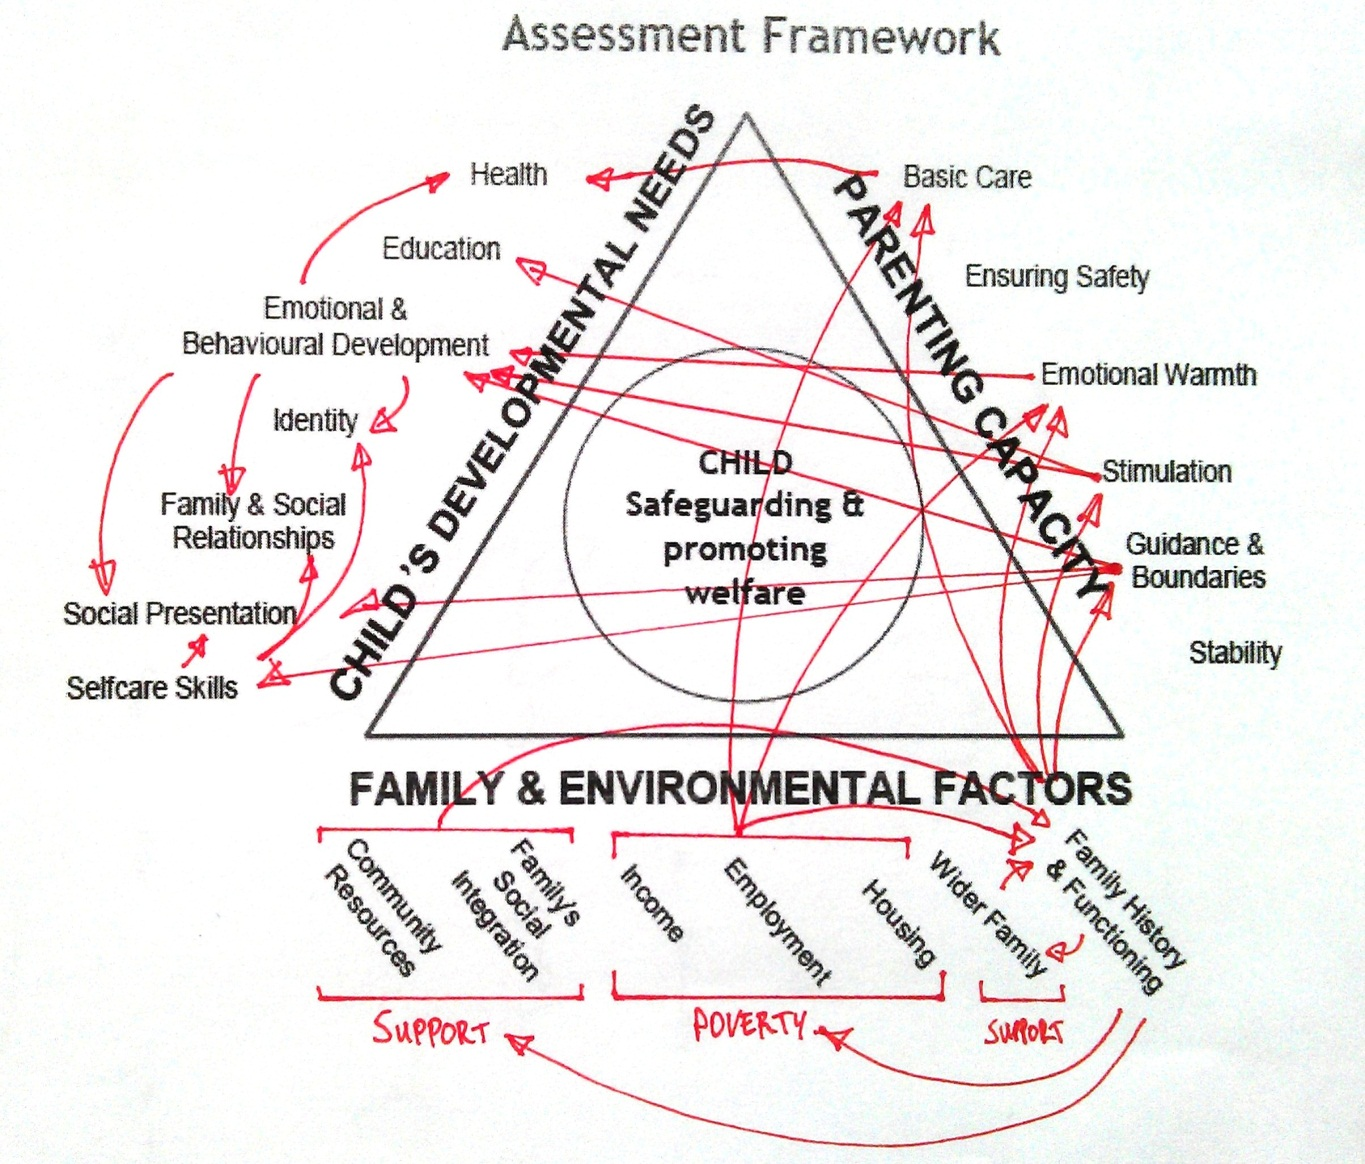 Assessment Framework
CHILD'S DEVELOPMENTAL NEEDS
Health
Education
Emotional &
Behavioural Development
Identity
Family & Social
Relationships
Social Presentation
Selfcare Skills
PARENTING CAPACITY
Basic Care
Ensuring Safety
Emotional Warmth
Stimulation
Guidance &
Boundaries
Stability
CHILD
Safeguarding &
promoting
welfare
FAMILY & ENVIRONMENTAL FACTORS
Community
Resources
Family's
Social
Integration
Income
Employment
Housing
Wider Family
Family History
& Functioning
SUPPORT
POVERTY
SUPPORT